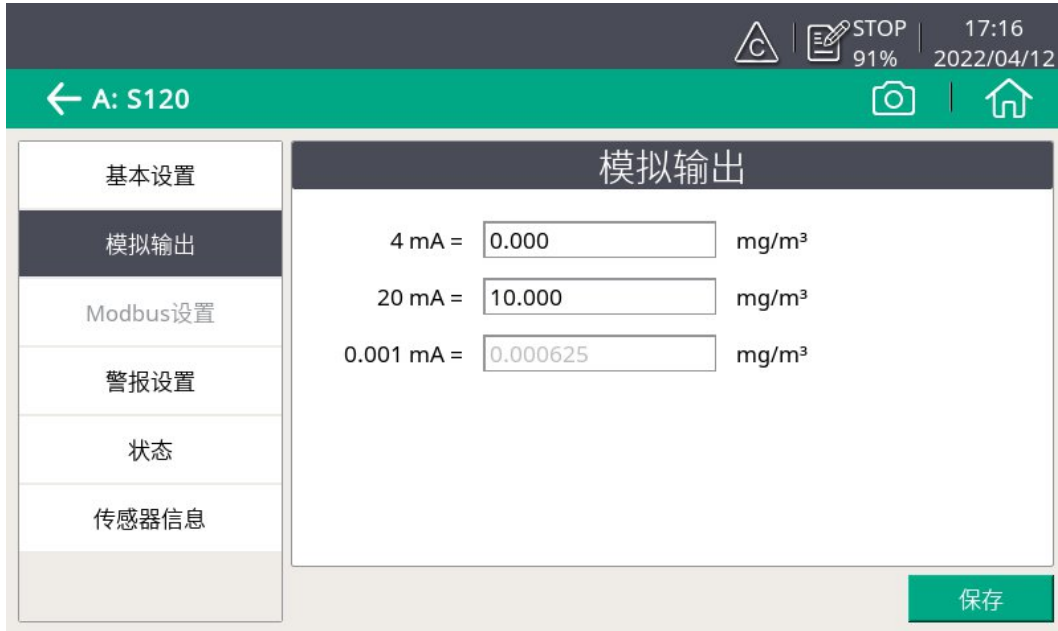 C
STOP
91%
17:16
2022/04/12
A: S120
基本设置
模拟输出
Modbus设置
警报设置
状态
传感器信息
模拟输出
4 mA = 0.000 mg/m³
20 mA = 10.000 mg/m³
0.001 mA = 0.000625 mg/m³
保存